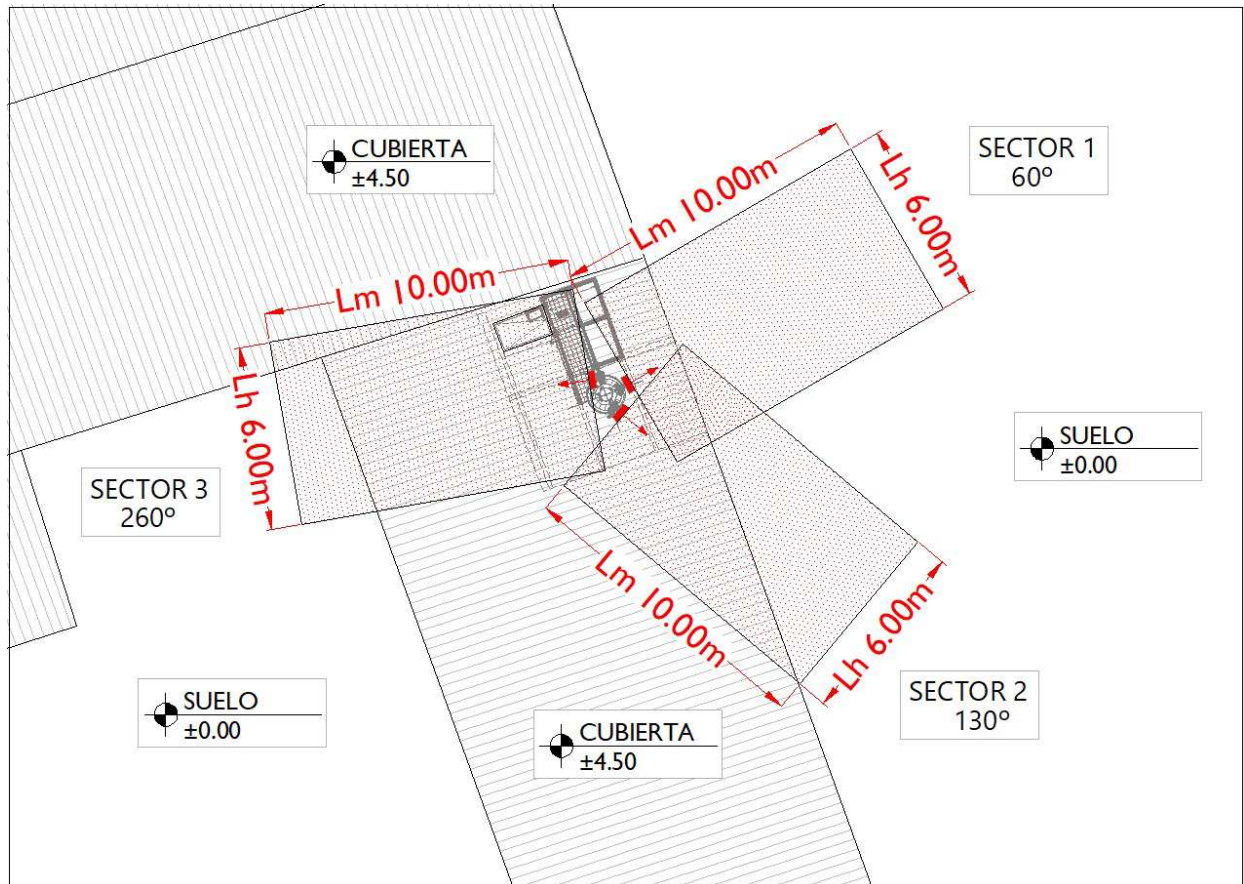 CUBIERTA
±4.50
SECTOR 1
60º
Lm 10.00m
Lh 6.00m
Lm 10.00m
Lh 6.00m
SUELO
±0.00
SECTOR 3
260º
Lm 10.00m
Lh 6.00m
SECTOR 2
130º
SUELO
±0.00
CUBIERTA
±4.50